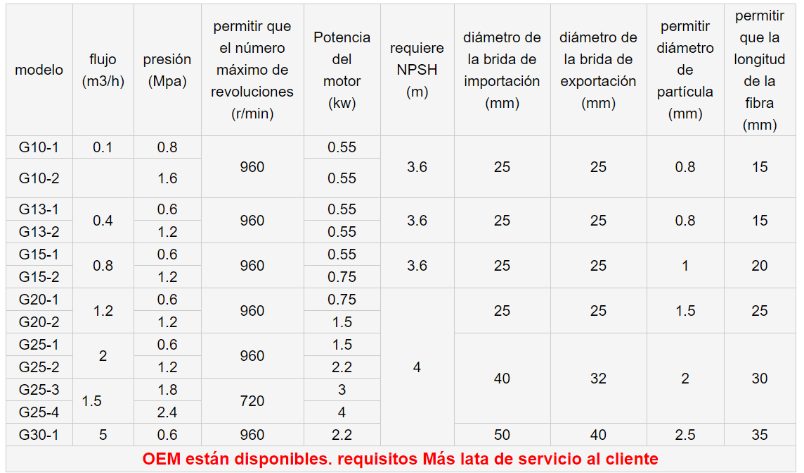 modelo flujo (m3/h) presión (Mpa) permitir que el número máximo de revoluciones (r/min) Potencia del motor (kw) requiere NPSH (m) diámetro de la brida de importación (mm) diámetro de la brida de exportación (mm) permitir diámetro de partícula (mm) permitir que la longitud de la fibra (mm)
G10-1 0.1 0.8 960 0.55 3.6 25 25 0.8 15
G10-2 1.6 0.55
G13-1 0.4 0.6 960 0.55 3.6 25 25 0.8 15
G13-2 1.2 0.55
G15-1 0.8 0.6 960 0.55 3.6 25 25 1 20
G15-2 1.2 0.75
G20-1 1.2 0.6 960 0.75 4 25 25 1.5 25
G20-2 1.2 1.5
G25-1 2 0.6 960 1.5 40 32 2 30
G25-2 1.2 2.2
G25-3 1.5 1.8 720 3
G25-4 2.4 4
G30-1 5 0.6 960 2.2 50 40 2.5 35
OEM están disponibles. requisitos Más lata de servicio al cliente